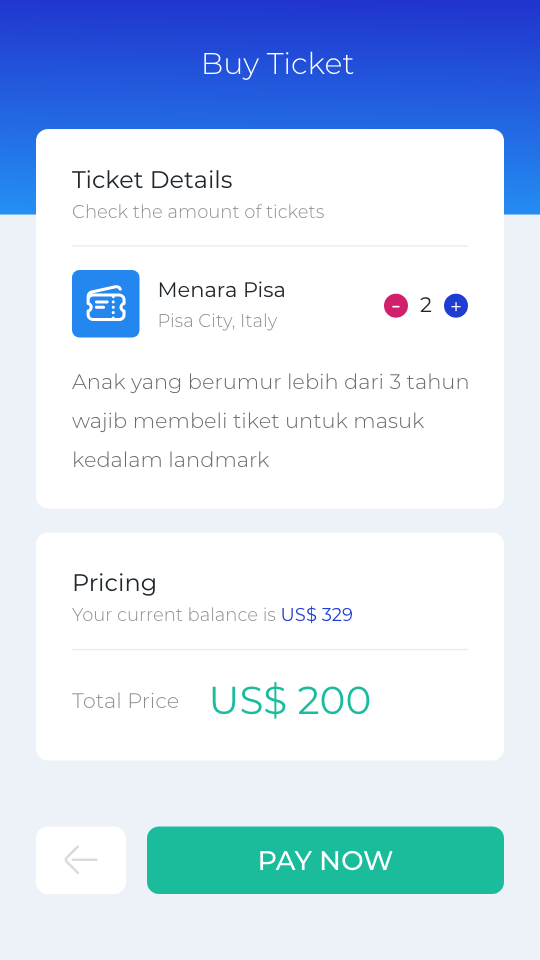 Buy Ticket
Ticket Details
Check the amount of tickets
Menara Pisa
Pisa City, Italy
- 2 +
Anak yang berumur lebih dari 3 tahun
wajib membeli tiket untuk masuk
kedalam landmark
Pricing
Your current balance is US$ 329
Total Price US$ 200
PAY NOW